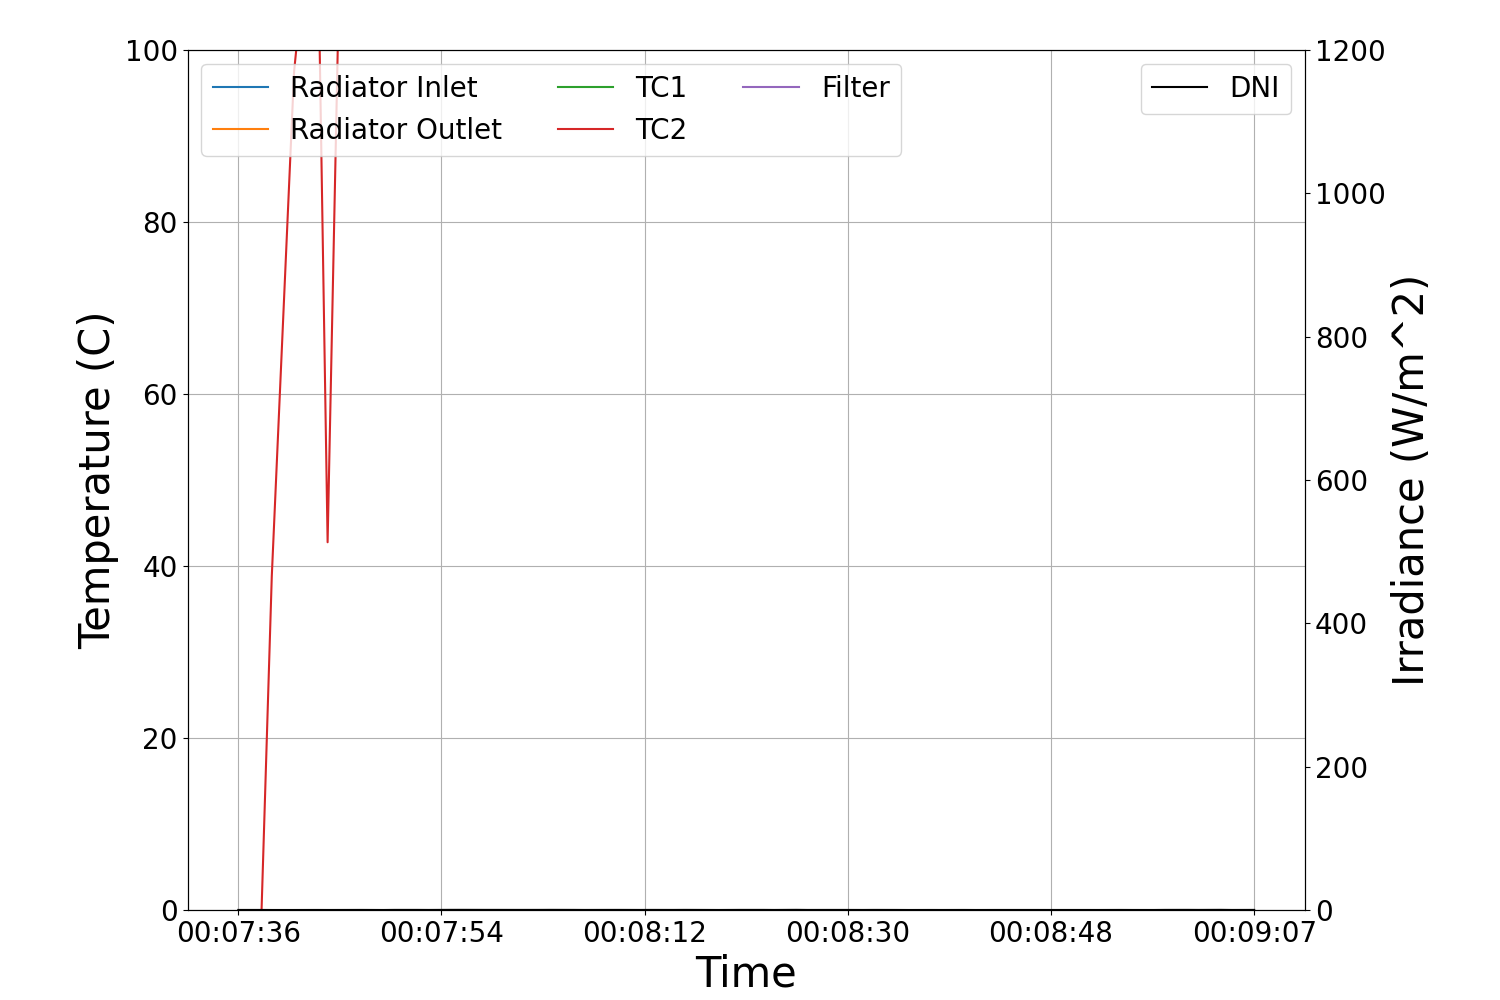 100
80
60
40
20
0
Temperature (C)
Radiator Inlet
Radiator Outlet
TC1
TC2
Filter
DNI
1200
1000
800
600
400
200
0
Irradiance (W/m^2)
00:07:36 00:07:54 00:08:12 00:08:30 00:08:48 00:09:07
Time